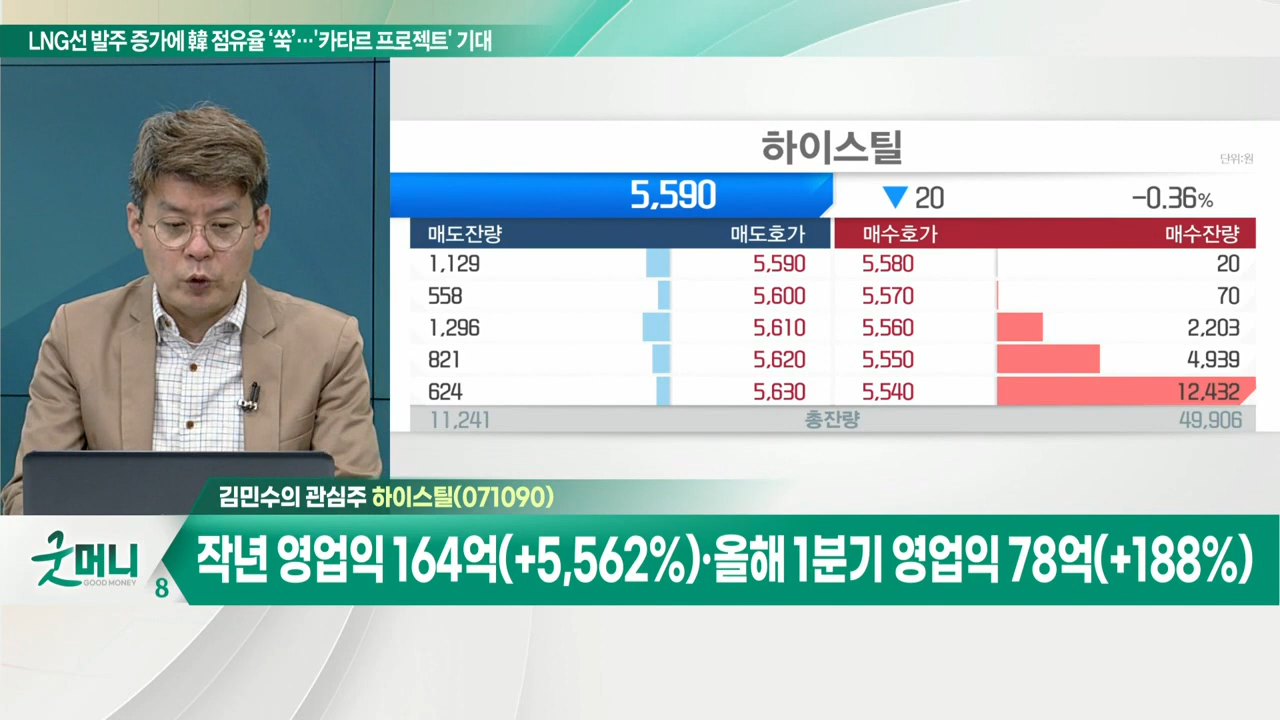 LNG선 발주 증가에 韓 점유율 '쑥'…'카타르 프로젝트' 기대
하이스틸
단위:원
5,590 ▼ 20 -0.36%
매도잔량 매도호가 매수호가 매수잔량
1,129 5,590 5,580 20
558 5,600 5,570 70
1,296 5,610 5,560 2,203
821 5,620 5,550 4,939
624 5,630 5,540 12,432
11,241 총잔량 49,906
김민수의 관심주 하이스틸(071090)
작년 영업익 164억(+5,562%)·올해 1분기 영업익 78억(+188%)
굿머니
GOOD MONEY
8